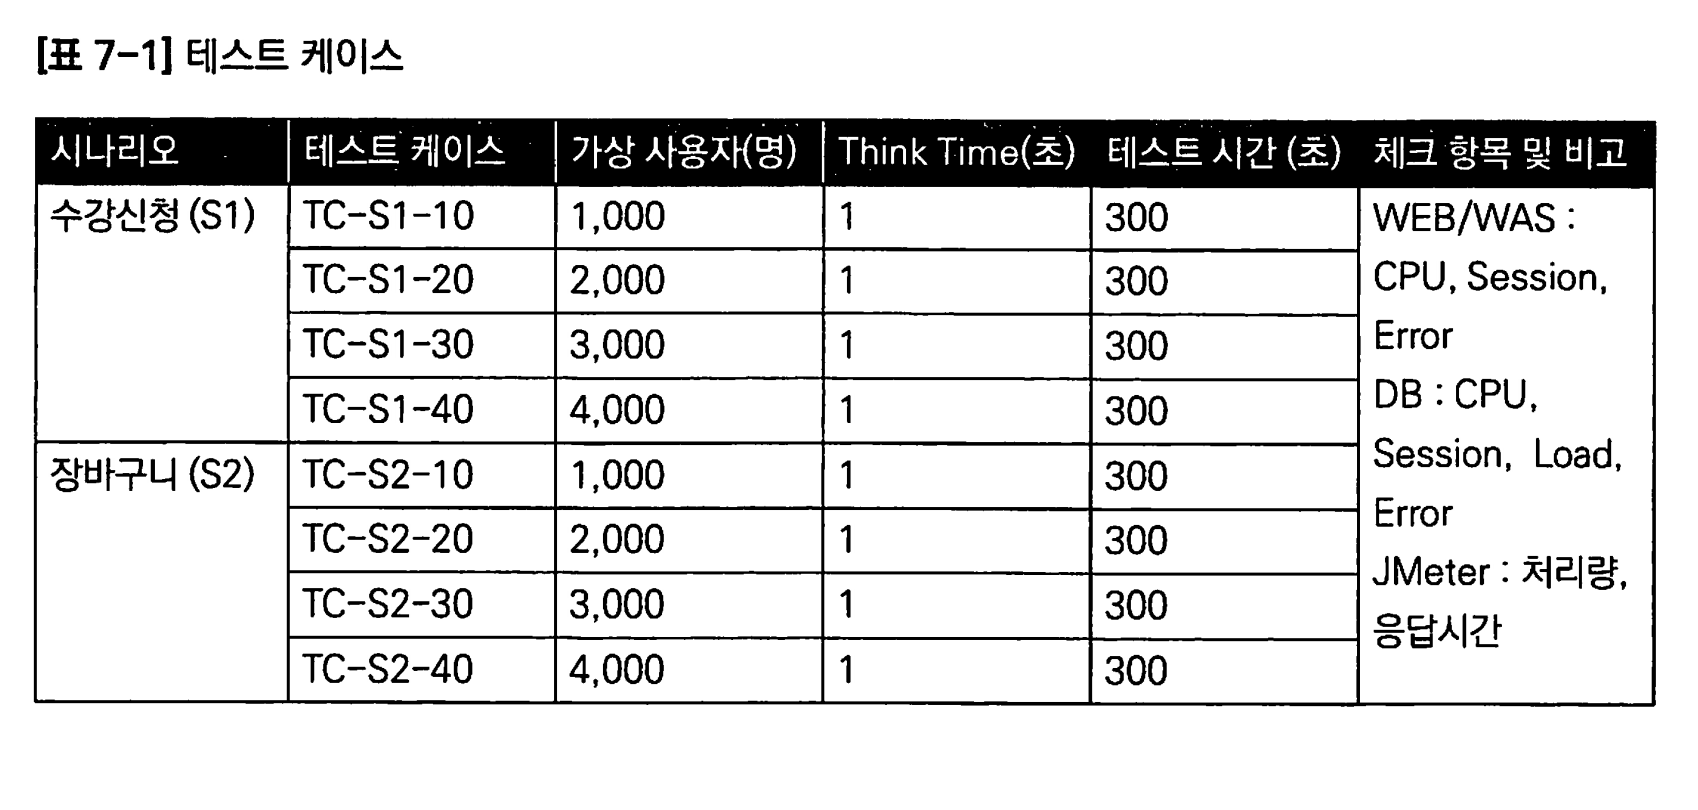 [표 7-1] 테스트 케이스
시나리오 테스트 케이스 가상 사용자(명) Think Time(초) 테스트 시간 (초) 체크 항목 및 비고
수강신청 (S1) TC-S1-10 1,000 1 300 WEB/WAS :
TC-S1-20 2,000 1 300 CPU, Session,
TC-S1-30 3,000 1 300 Error
TC-S1-40 4,000 1 300 DB : CPU,
장바구니 (S2) TC-S2-10 1,000 1 300 Session, Load,
TC-S2-20 2,000 1 300 Error
TC-S2-30 3,000 1 300 JMeter : 처리량,
TC-S2-40 4,000 1 300 응답시간